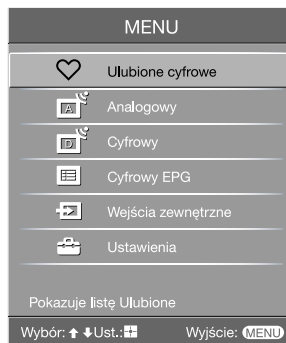 MENU
Ulubione cyfrowe
A Analogowy
D Cyfrowy
Cyfrowy EPG
Wejścia zewnętrzne
Ustawienia
Pokazuje listę Ulubione
Wybór: Ust.: Wyjście: MENU